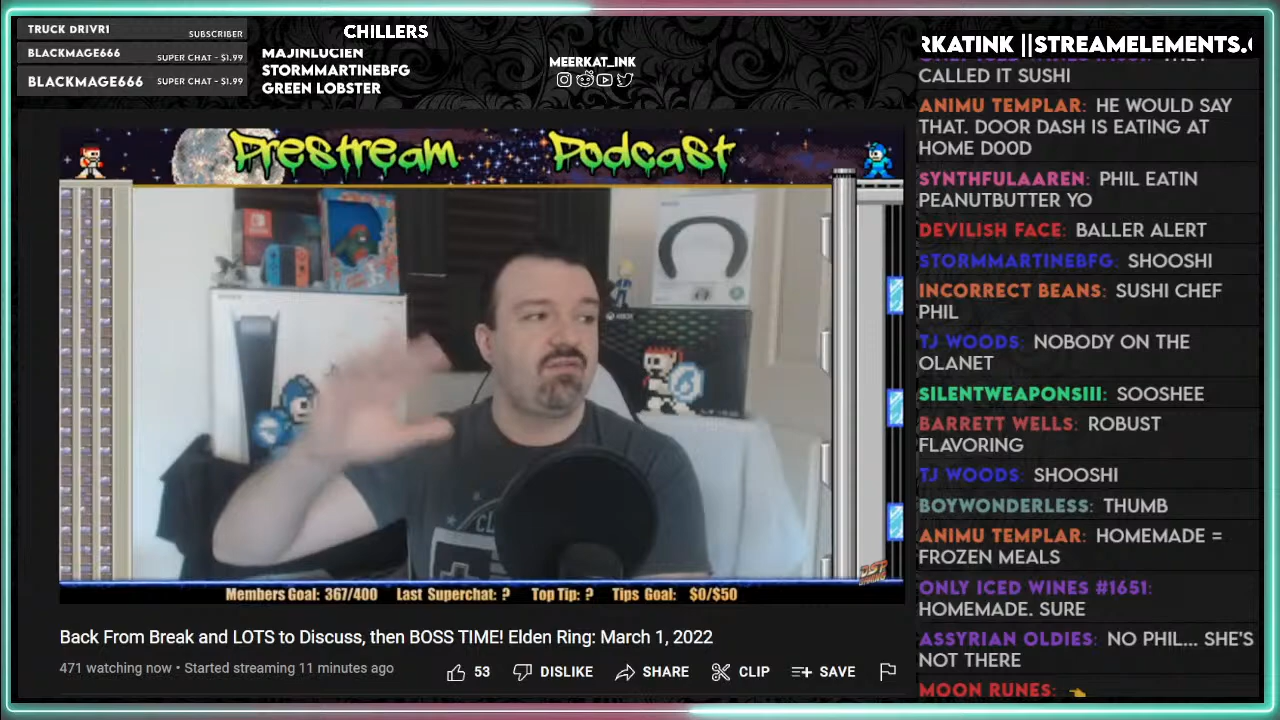 TRUCK DRIVR1
SUBSCRIBER
BLACKMAGE666
SUPER CHAT - $1.99
BLACKMAGE666
SUPER CHAT - $1.99
CHILLERS
MAJINLUCIEN
STORMMARTINEBFG
GREEN LOBSTER
MEERKAT_INK
RKATINK ||STREAMELEMENTS.
Prestream Podcast
XBOX
DSP
GAMING
Members Goal: 367/400 Last Superchat: ? Top Tip: ? Tips Goal: $0/$50
Back From Break and LOTS to Discuss, then BOSS TIME! Elden Ring: March 1, 2022
471 watching now • Started streaming 11 minutes ago
53 DISLIKE SHARE CLIP SAVE
CALLED IT SUSHI
ANIMU TEMPLAR: HE WOULD SAY
THAT. DOOR DASH IS EATING AT
HOME D00D
SYNTHFULAAREN: PHIL EATIN
PEANUTBUTTER YO
DEVILISH FACE: BALLER ALERT
STORMMARTINEBFG: SHOOSHI
INCORRECT BEANS: SUSHI CHEF
PHIL
TJ WOODS: NOBODY ON THE
OLANET
SILENTWEAPONSIII: SOOSHEE
BARRETT WELLS: ROBUST
FLAVORING
TJ WOODS: SHOOSHI
BOYWONDERLESS: THUMB
ANIMU TEMPLAR: HOMEMADE =
FROZEN MEALS
ONLY ICED WINES #1651:
HOMEMADE. SURE
ASSYRIAN OLDIES: NO PHIL... SHE'S
NOT THERE
MOON RUNES: